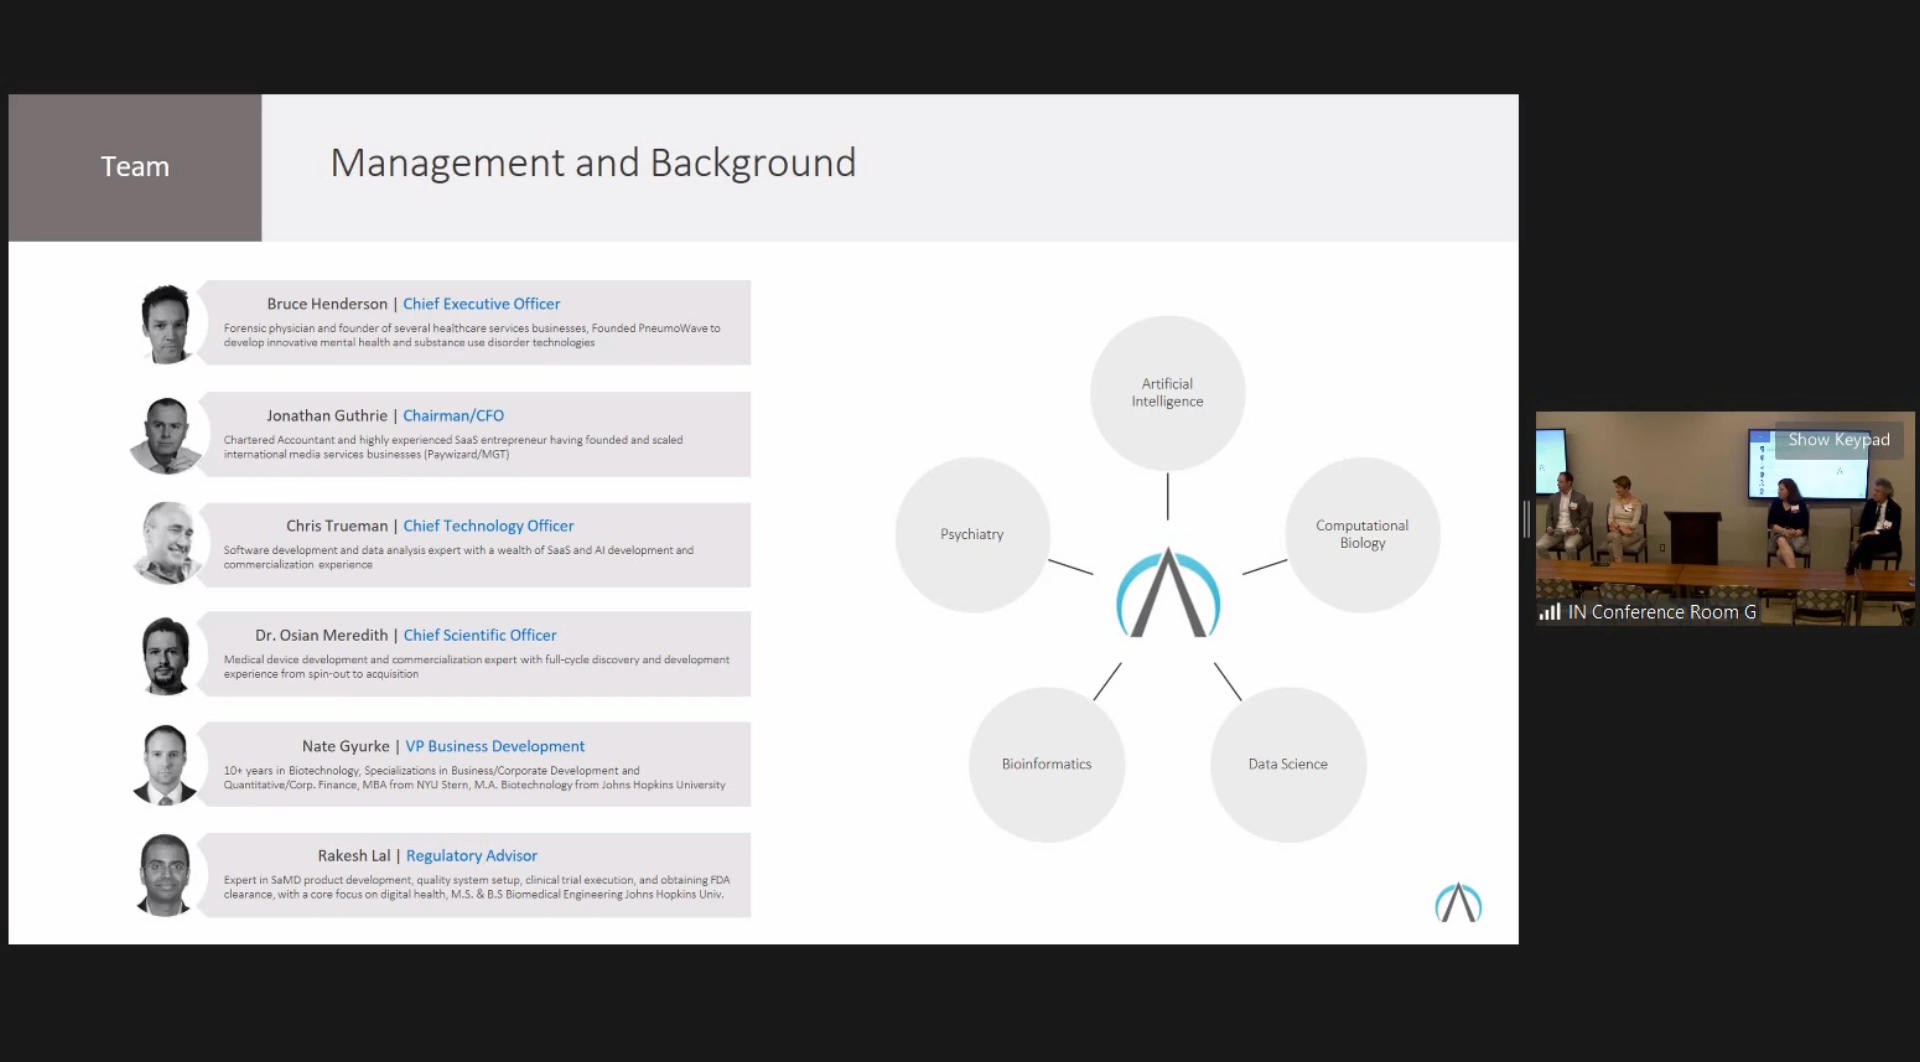 Team
Management and Background
Bruce Henderson | Chief Executive Officer
Forensic physician and founder of several healthcare services businesses, Founded PneumoWave to
develop innovative mental health and substance use disorder technologies
Jonathan Guthrie | Chairman/CFO
Chartered Accountant and highly experienced SaaS entrepreneur having founded and scaled
international media services businesses (Paywizard/MGT)
Chris Trueman | Chief Technology Officer
Software development and data analysis expert with a wealth of SaaS and AI development and
commercialization experience
Dr. Osian Meredith | Chief Scientific Officer
Medical device development and commercialization expert with full-cycle discovery and development
experience from spin-out to acquisition
Nate Gyurke | VP Business Development
10+ years in Biotechnology, Specializations in Business/Corporate Development and
Quantitative/Corp. Finance, MBA from NYU Stern, M.A. Biotechnology from Johns Hopkins University
Rakesh Lal | Regulatory Advisor
Expert in SaMD product development, quality system setup, clinical trial execution, and obtaining FDA
clearance, with a core focus on digital health, M.S. & B.S Biomedical Engineering Johns Hopkins Univ.
Artificial
Intelligence
Psychiatry
Computational
Biology
Bioinformatics
Data Science
Show Keypad
IN Conference Room G